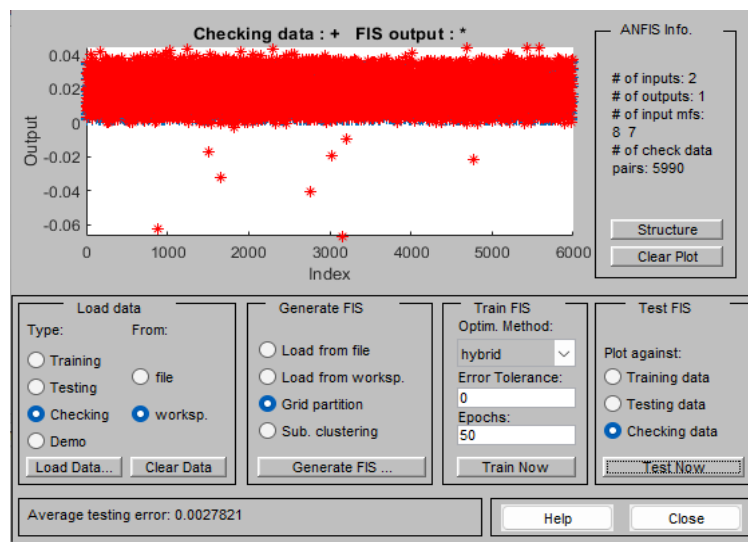 Checking data : +   FIS output : *
0.04
0.02
0
-0.02
-0.04
-0.06
Output
0
1000
2000
3000
4000
5000
6000
Index
ANFIS Info.
# of inputs: 2
# of outputs: 1
# of input mfs:
8  7
# of check data
pairs: 5990
Structure
Clear Plot
Load data
Type:
From:
Training
Testing
Checking
Demo
file
worksp.
Load Data...
Clear Data
Generate FIS
Load from file
Load from worksp.
Grid partition
Sub. clustering
Generate FIS ...
Train FIS
Optim. Method:
hybrid
Error Tolerance:
0
Epochs:
50
Train Now
Test FIS
Plot against:
Training data
Testing data
Checking data
Test Now
Average testing error: 0.0027821
Help
Close